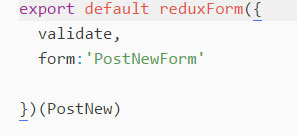 export default reduxForm({
  validate,
  form:'PostNewForm'
})(PostNew)